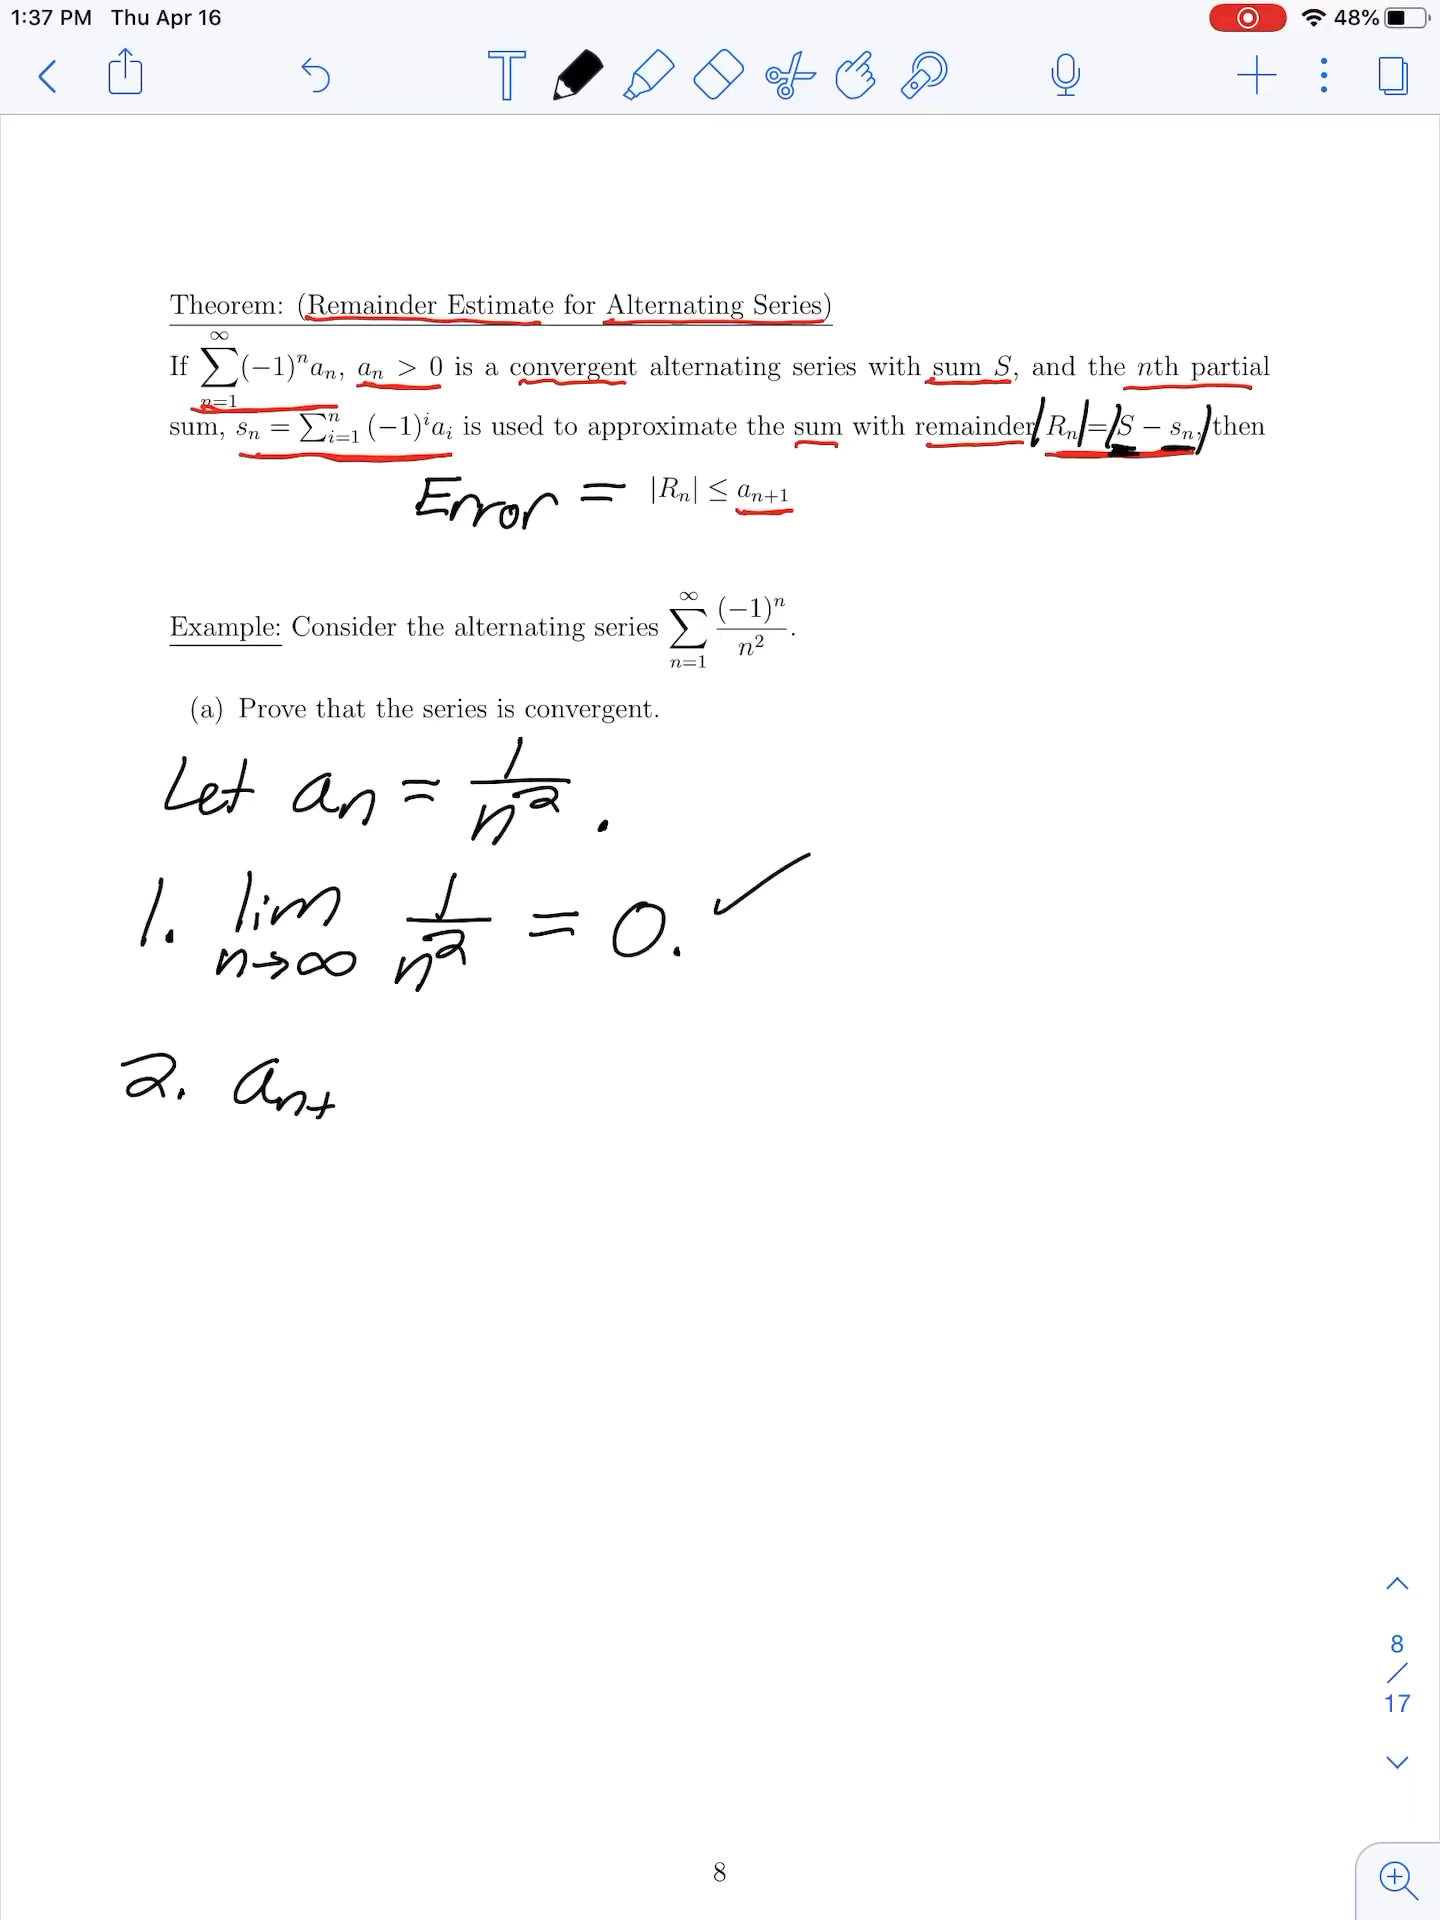 1:37 PM Thu Apr 16 48%
Theorem: (Remainder Estimate for Alternating Series)
If ∑_{n=1}^{∞} (−1)^n a_n, a_n > 0 is a convergent alternating series with sum S, and the nth partial
sum, s_n = ∑_{i=1}^{n} (−1)^i a_i is used to approximate the sum with remainder |R_n| = |S − s_n,| then
Error = |R_n| ≤ a_{n+1}
Example: Consider the alternating series ∑_{n=1}^{∞} (−1)^n / n^2.
(a) Prove that the series is convergent.
Let a_n = 1/n^2.
1. lim_{n→∞} 1/n^2 = 0. ✓
2. a_{n+
8
/
17
8